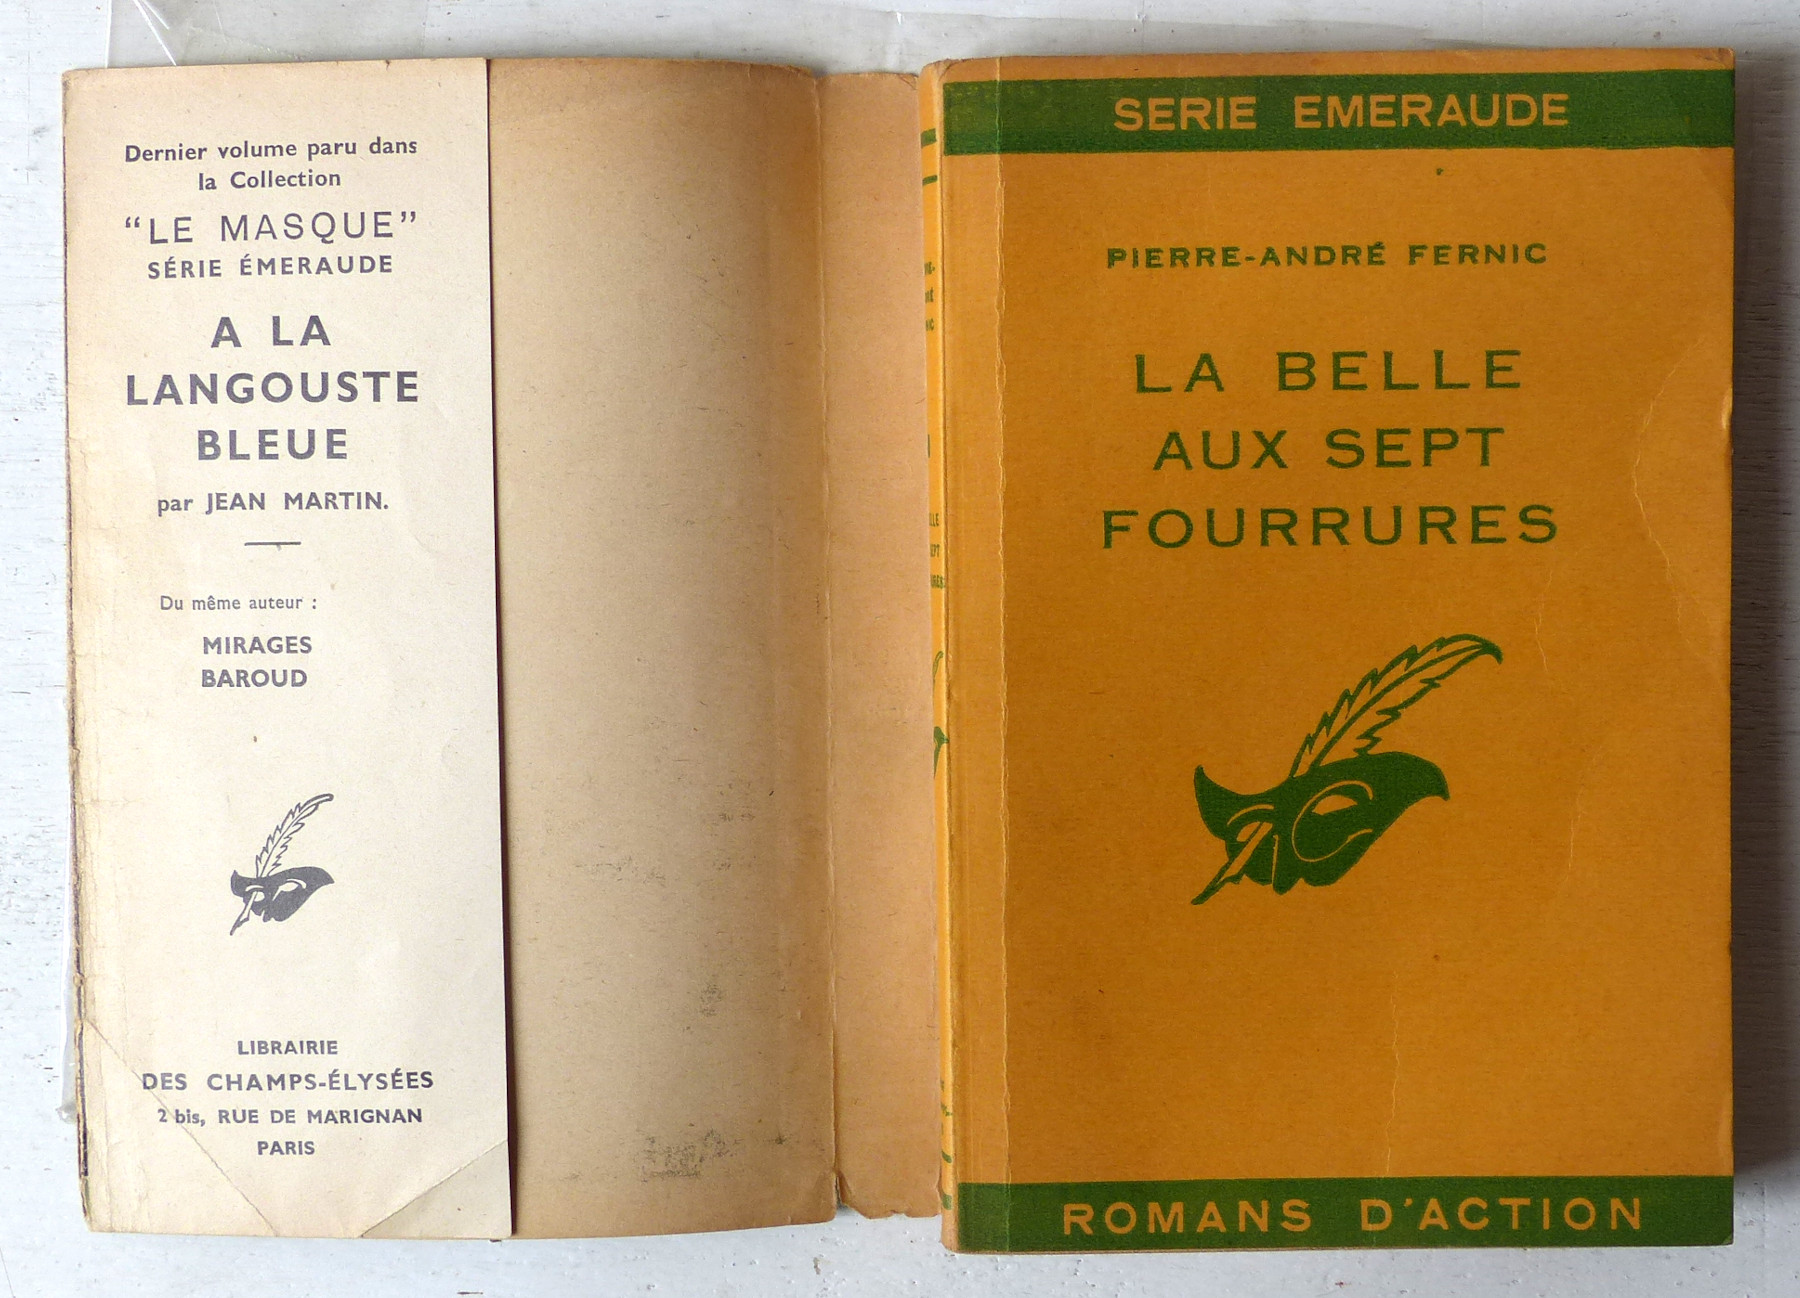 Dernier volume paru dans
la Collection
“LE MASQUE”
SÉRIE ÉMERAUDE
A LA
LANGOUSTE
BLEUE
par JEAN MARTIN.
Du même auteur :
MIRAGES
BAROUD
LIBRAIRIE
DES CHAMPS-ÉLYSÉES
2 bis, RUE DE MARIGNAN
PARIS
SERIE EMERAUDE
PIERRE-ANDRÉ FERNIC
LA BELLE
AUX SEPT
FOURRURES
ROMANS D'ACTION